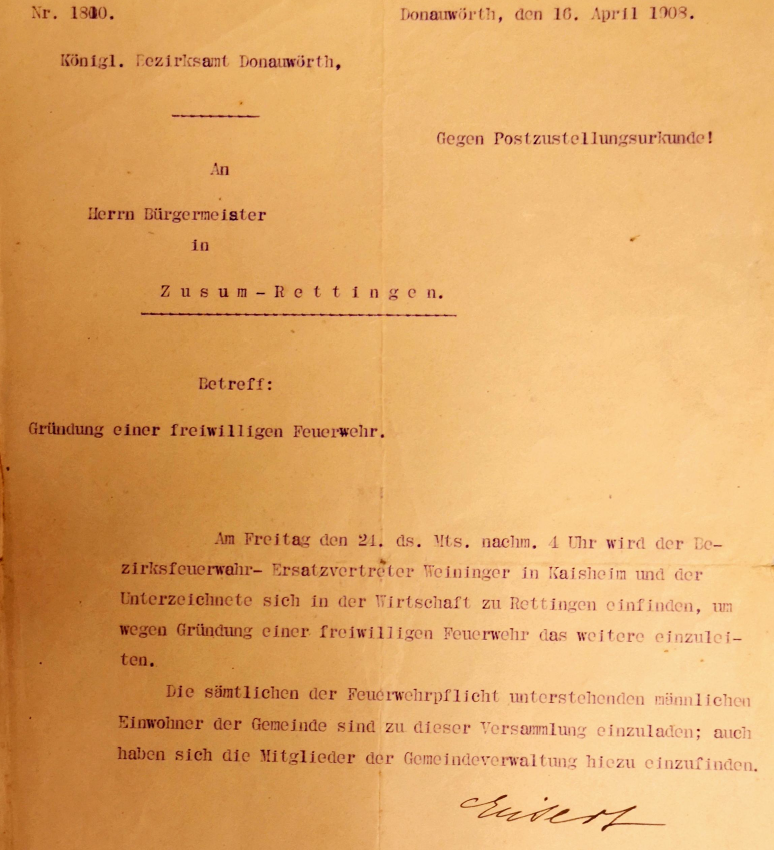 Nr. 1810.
Donauwörth, den 16. April 1908.
Königl. Bezirksamt Donauwörth,
Gegen Postzustellungsurkunde!
An
Herrn Bürgermeister
in
Zusum-Rettingen.
Betreff:
Gründung einer freiwilligen Feuerwehr.
Am Freitag den 24. ds. Mts. nachm. 4 Uhr wird der Be-
zirksfeuerwahr- Ersatzvertreter Weininger in Kaisheim und der
Unterzeichnete sich in der Wirtschaft zu Rettingen einfinden, um
wegen Gründung einer freiwilligen Feuerwehr das weitere einzulei-
ten.
Die sämtlichen der Feuerwehrpflicht unterstehenden männlichen
Einwohner der Gemeinde sind zu dieser Versammlung einzuladen; auch
haben sich die Mitglieder der Gemeindeverwaltung hiezu einzufinden.